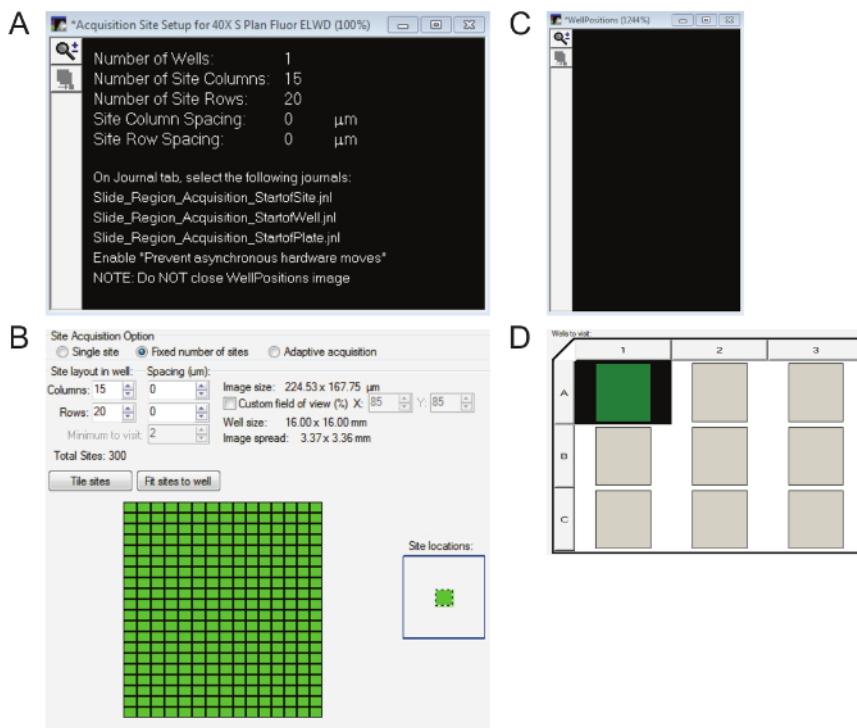 A
*Acquisition Site Setup for 40X S Plan Fluor ELWD (100%)
Number of Wells: 1
Number of Site Columns: 15
Number of Site Rows: 20
Site Column Spacing: 0 µm
Site Row Spacing: 0 µm
On Journal tab, select the following journals:
Slide_Region_Acquisition_StartofSite.jnl
Slide_Region_Acquisition_StartofWell.jnl
Slide_Region_Acquisition_StartofPlate.jnl
Enable "Prevent asynchronous hardware moves"
NOTE: Do NOT close WellPositions image
C
*WellPositions (1244%)
B
Site Acquisition Option
Single site Fixed number of sites Adaptive acquisition
Site layout in well: Spacing (um):
Columns: 15 0
Rows: 20 0
Minimum to visit: 2
Image size: 224.53 x 167.75 µm
Custom field of view (%) X: 85 Y: 85
Well size: 16.00 x 16.00 mm
Image spread: 3.37 x 3.36 mm
Total Sites: 300
Tile sites Fit sites to well
Site locations:
D
Wells to visit:
1 2 3
A
B
C